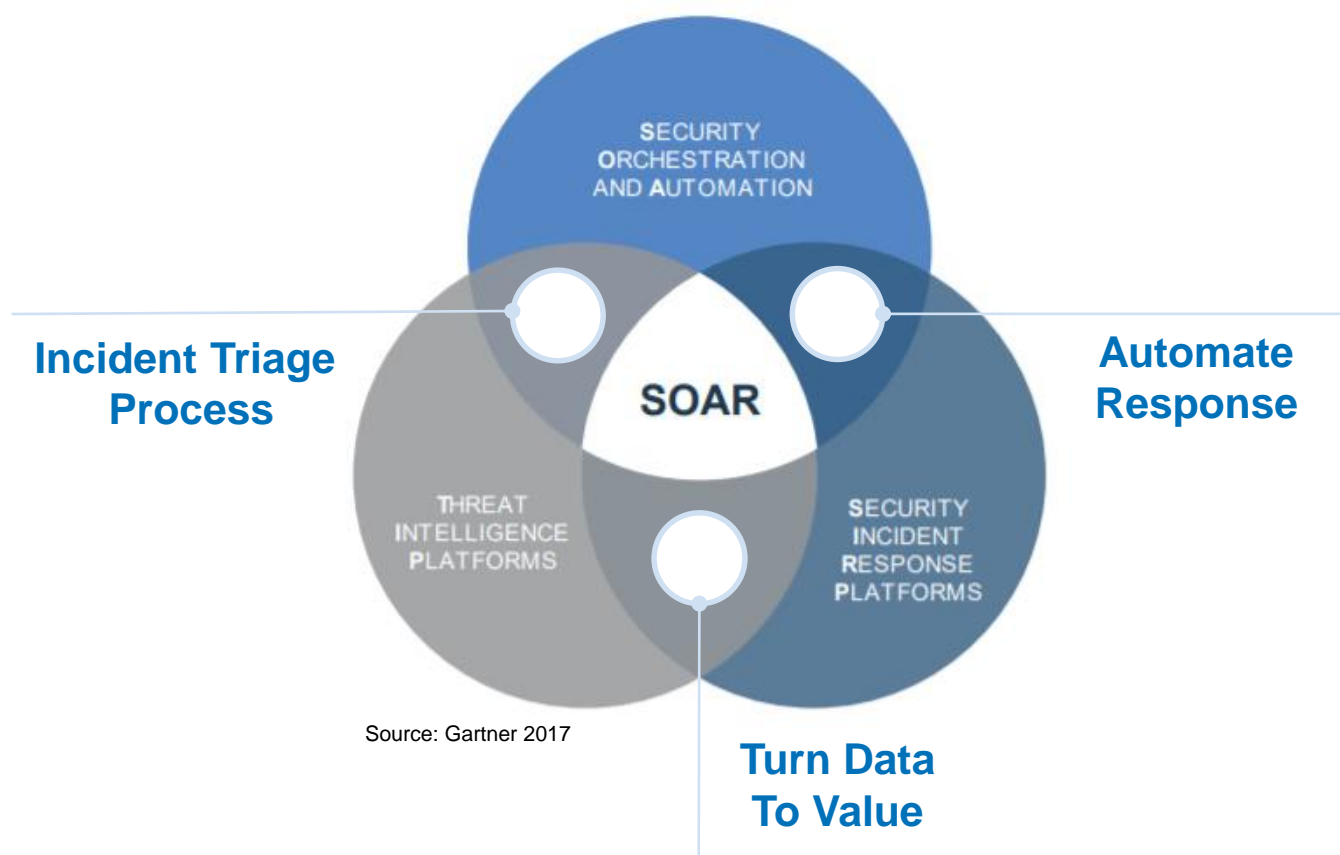 SECURITY
ORCHESTRATION
AND AUTOMATION
Incident Triage
Process
SOAR
Automate
Response
THREAT
INTELLIGENCE
PLATFORMS
SECURITY
INCIDENT
RESPONSE
PLATFORMS
Source: Gartner 2017
Turn Data
To Value